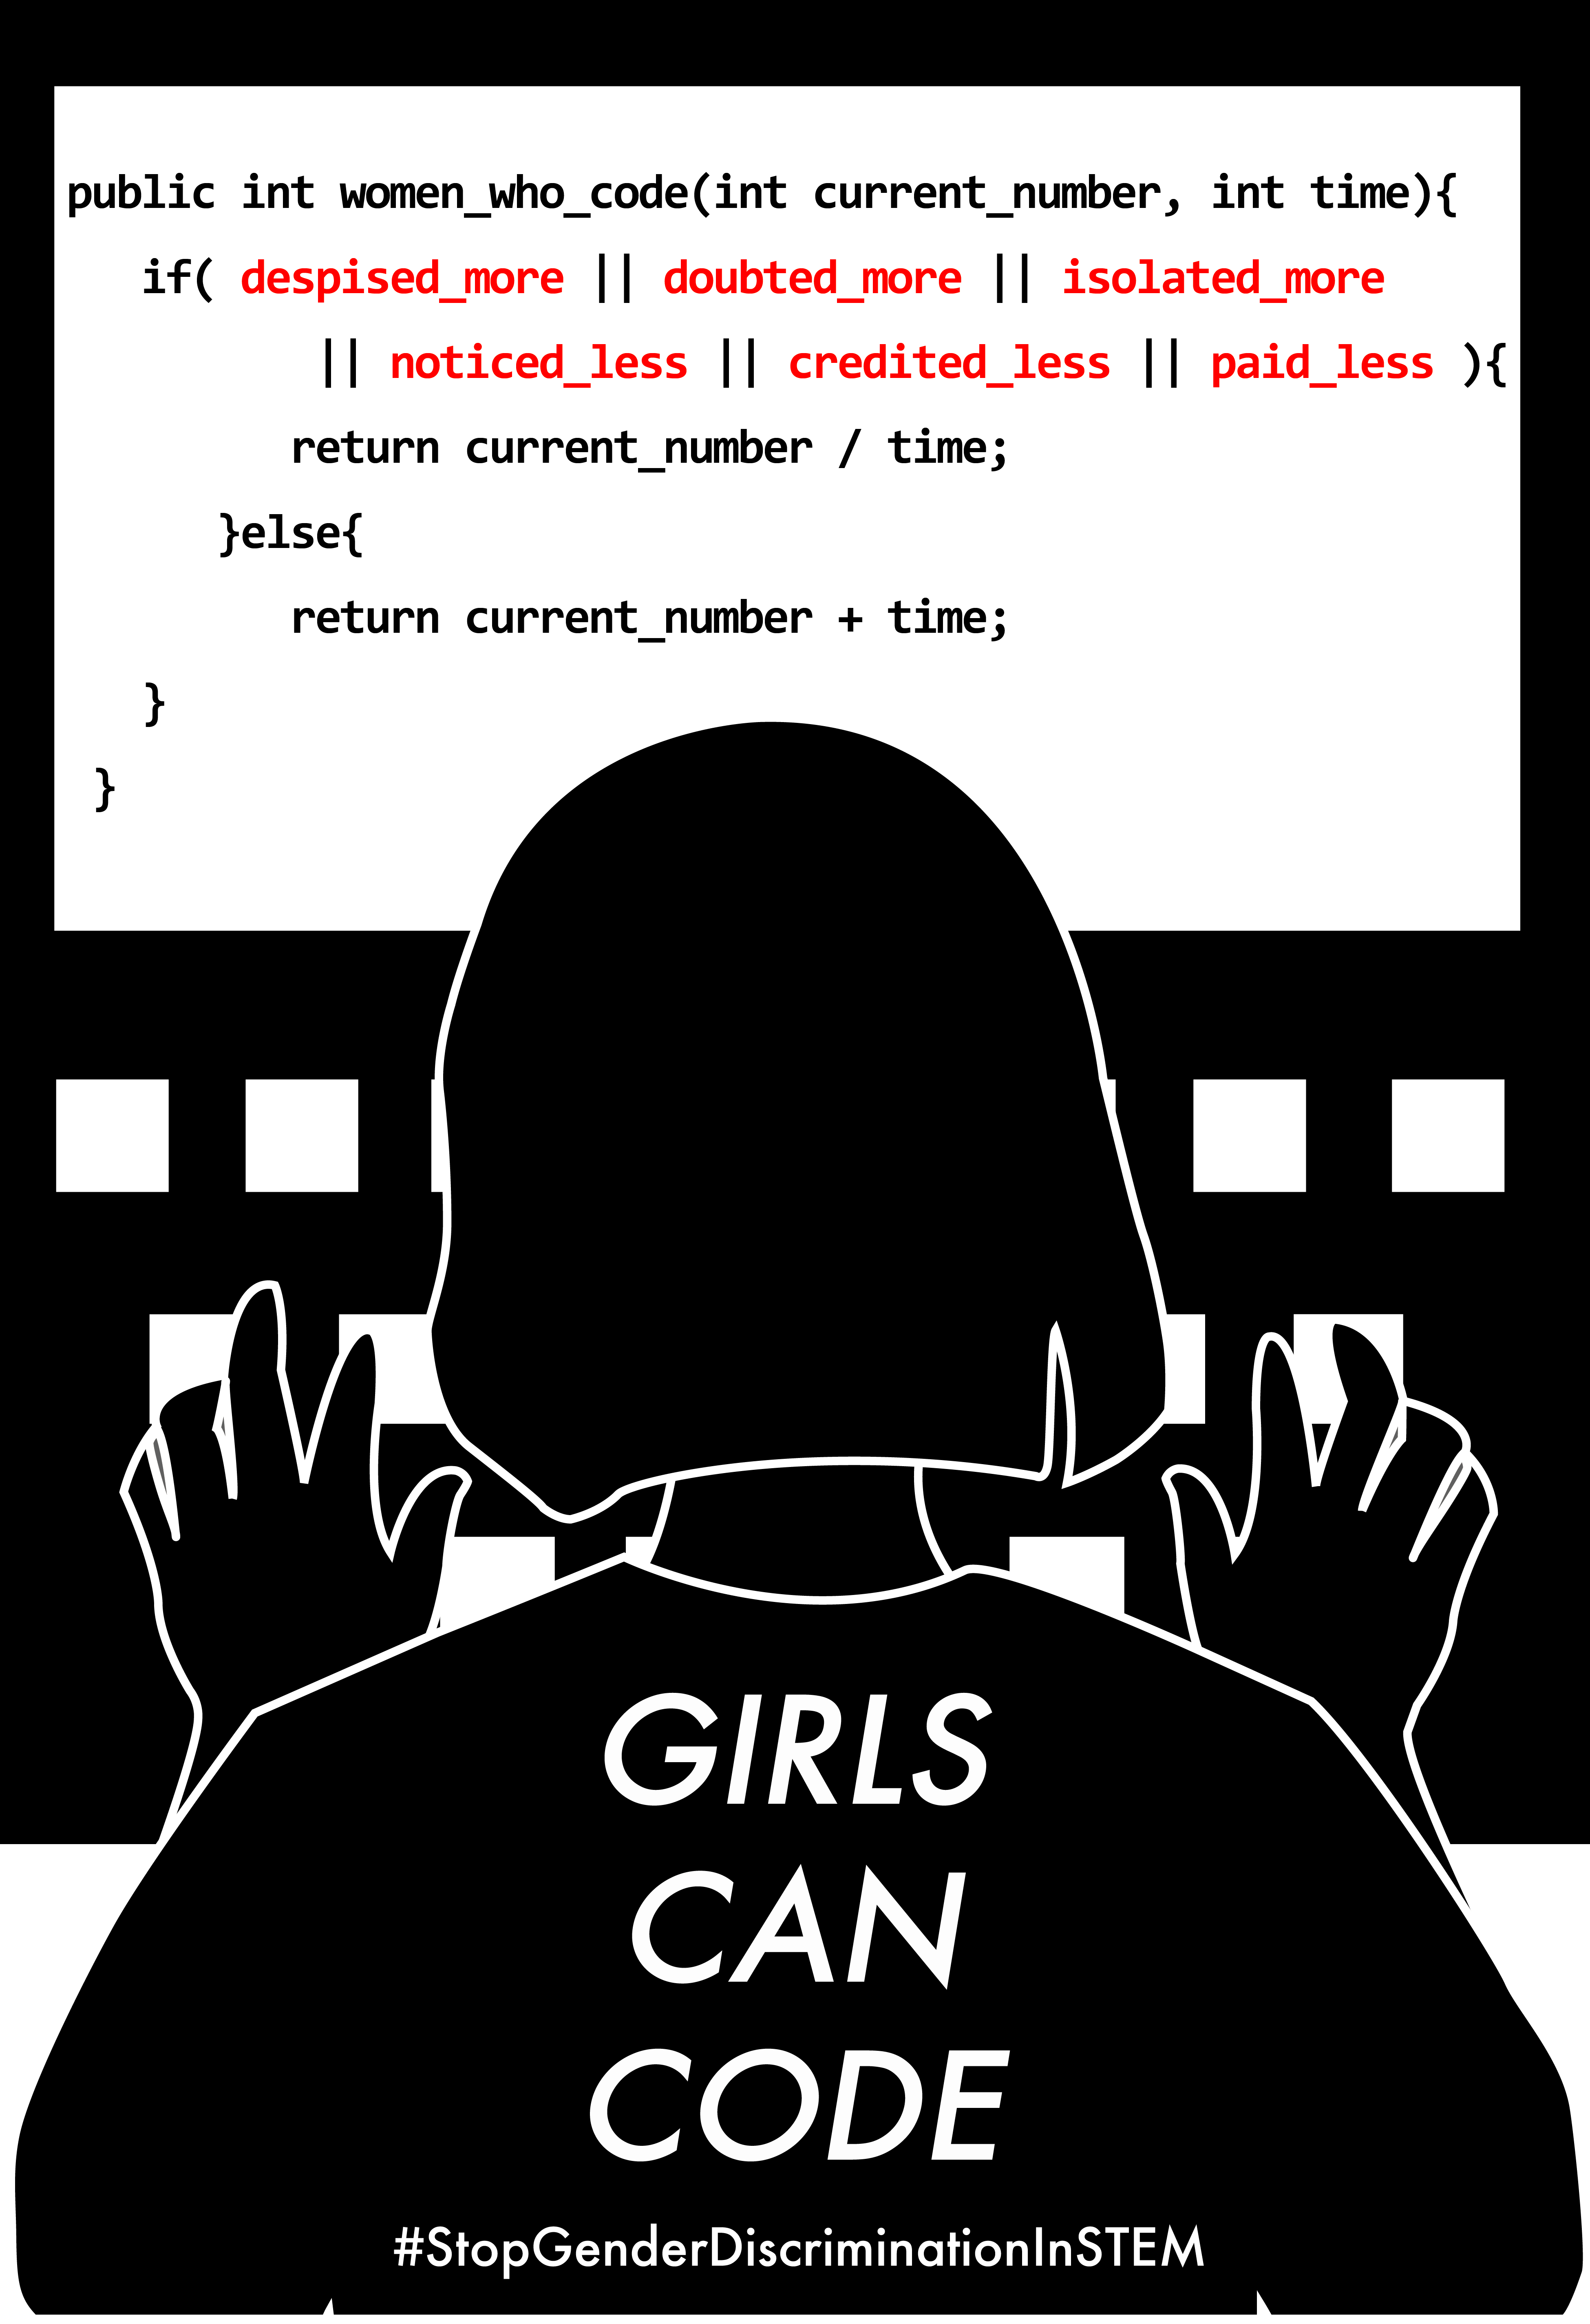 public int women_who_code(int current_number, int time){
if( despised_more || doubted_more || isolated_more
|| noticed_less || credited_less || paid_less ){
return current_number / time;
}else{
return current_number + time;
}
}
GIRLS
CAN
CODE
#StopGenderDiscriminationInSTEM